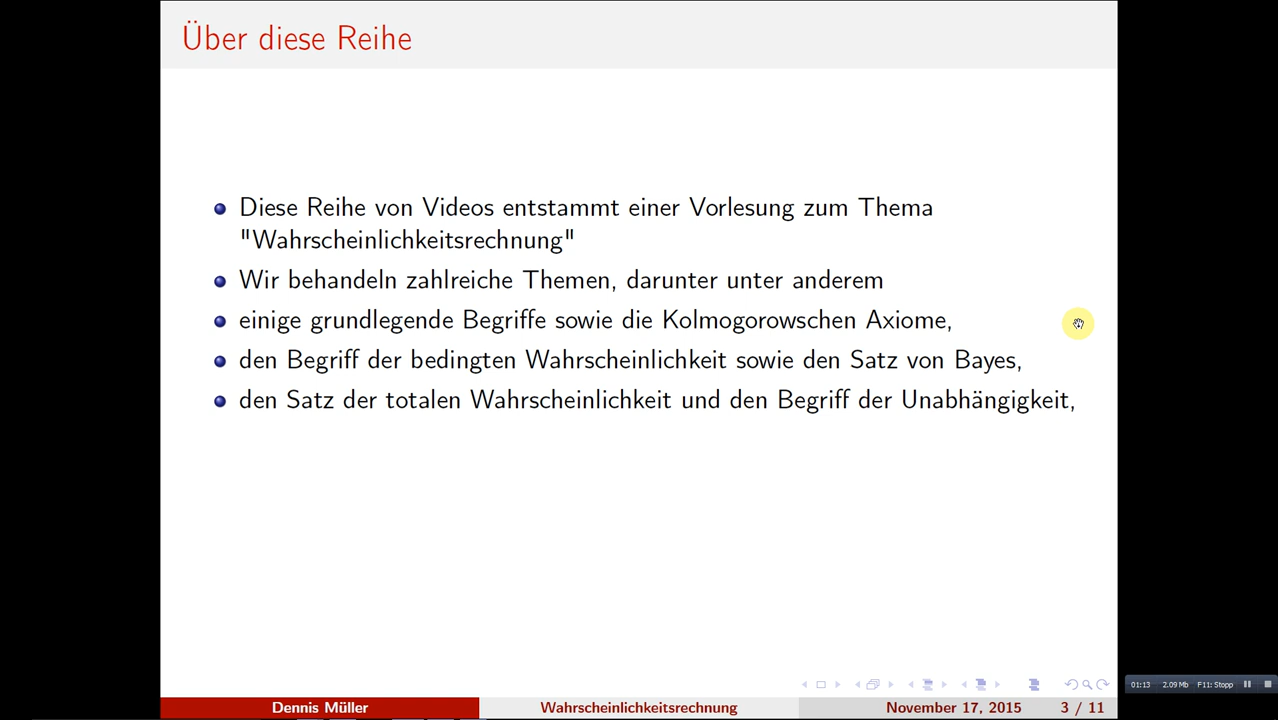 Über diese Reihe
Diese Reihe von Videos entstammt einer Vorlesung zum Thema
"Wahrscheinlichkeitsrechnung"
Wir behandeln zahlreiche Themen, darunter unter anderem
einige grundlegende Begriffe sowie die Kolmogorowschen Axiome,
den Begriff der bedingten Wahrscheinlichkeit sowie den Satz von Bayes,
den Satz der totalen Wahrscheinlichkeit und den Begriff der Unabhängigkeit,
01:13 2.09 Mb F11: Stopp
Dennis Müller Wahrscheinlichkeitsrechnung November 17, 2015 3 / 11